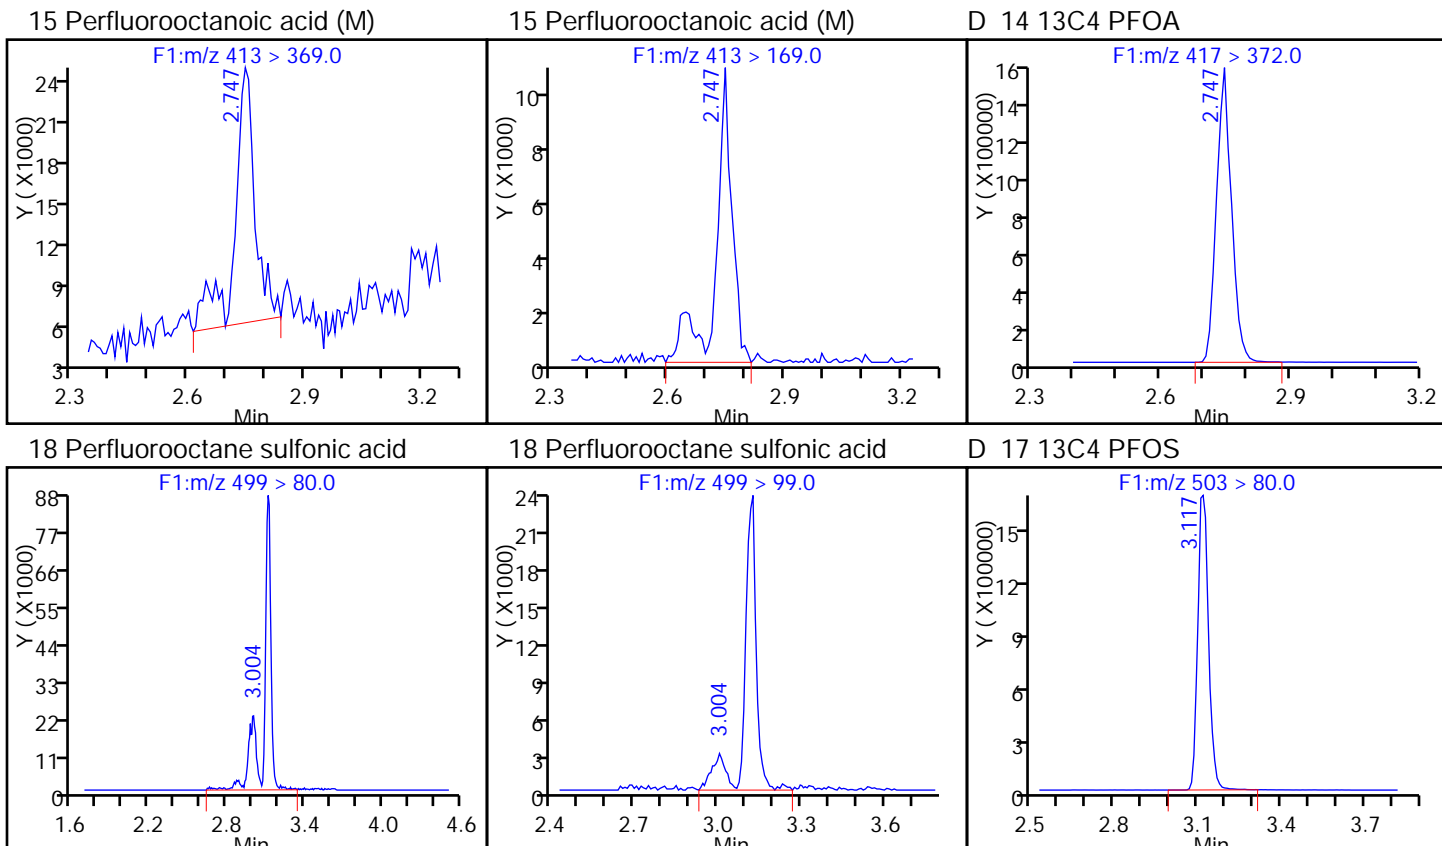 15 Perfluorooctanoic acid (M)
F1:m/z 413 > 369.0
2.747
Y ( X1000)
24
21
18
15
12
9
6
3
2.3 2.6 2.9 3.2
Min
15 Perfluorooctanoic acid (M)
F1:m/z 413 > 169.0
2.747
Y ( X1000)
10
8
6
4
2
0
2.3 2.6 2.9 3.2
Min
D 14 13C4 PFOA
F1:m/z 417 > 372.0
2.747
Y ( X100000)
16
14
12
10
8
6
4
2
0
2.3 2.6 2.9 3.2
Min
18 Perfluorooctane sulfonic acid
F1:m/z 499 > 80.0
3.004
Y ( X1000)
88
77
66
55
44
33
22
11
0
1.6 2.2 2.8 3.4 4.0 4.6
Min
18 Perfluorooctane sulfonic acid
F1:m/z 499 > 99.0
3.004
Y ( X1000)
24
21
18
15
12
9
6
3
0
2.4 2.7 3.0 3.3 3.6
Min
D 17 13C4 PFOS
F1:m/z 503 > 80.0
3.117
Y ( X100000)
15
12
9
6
3
0
2.5 2.8 3.1 3.4 3.7
Min